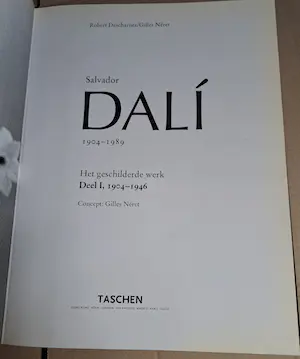 Robert Descharnes/Gilles Néret
Salvador
DALÍ
1904–1989
Het geschilderde werk
Deel I, 1904–1946
Concept: Gilles Néret
TASCHEN